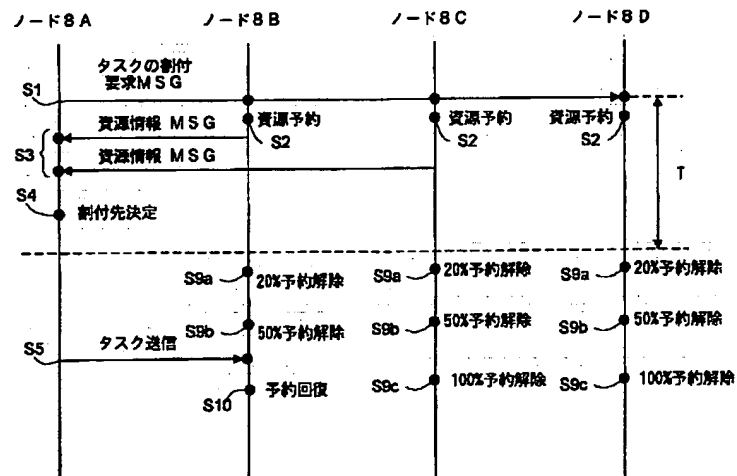 ノード8A ノード8B ノード8C ノード8D
タスクの割付
要求MSG
S1
資源情報 MSG
資源予約 資源予約 資源予約
S2 S2 S2
S3
資源情報 MSG
T
S4
割付先決定
S9a 20%予約解除 S9a 20%予約解除 S9a 20%予約解除
S9b 50%予約解除 S9b 50%予約解除 S9b 50%予約解除
S5
タスク送信
S10 予約回復
S9c 100%予約解除 S9c 100%予約解除